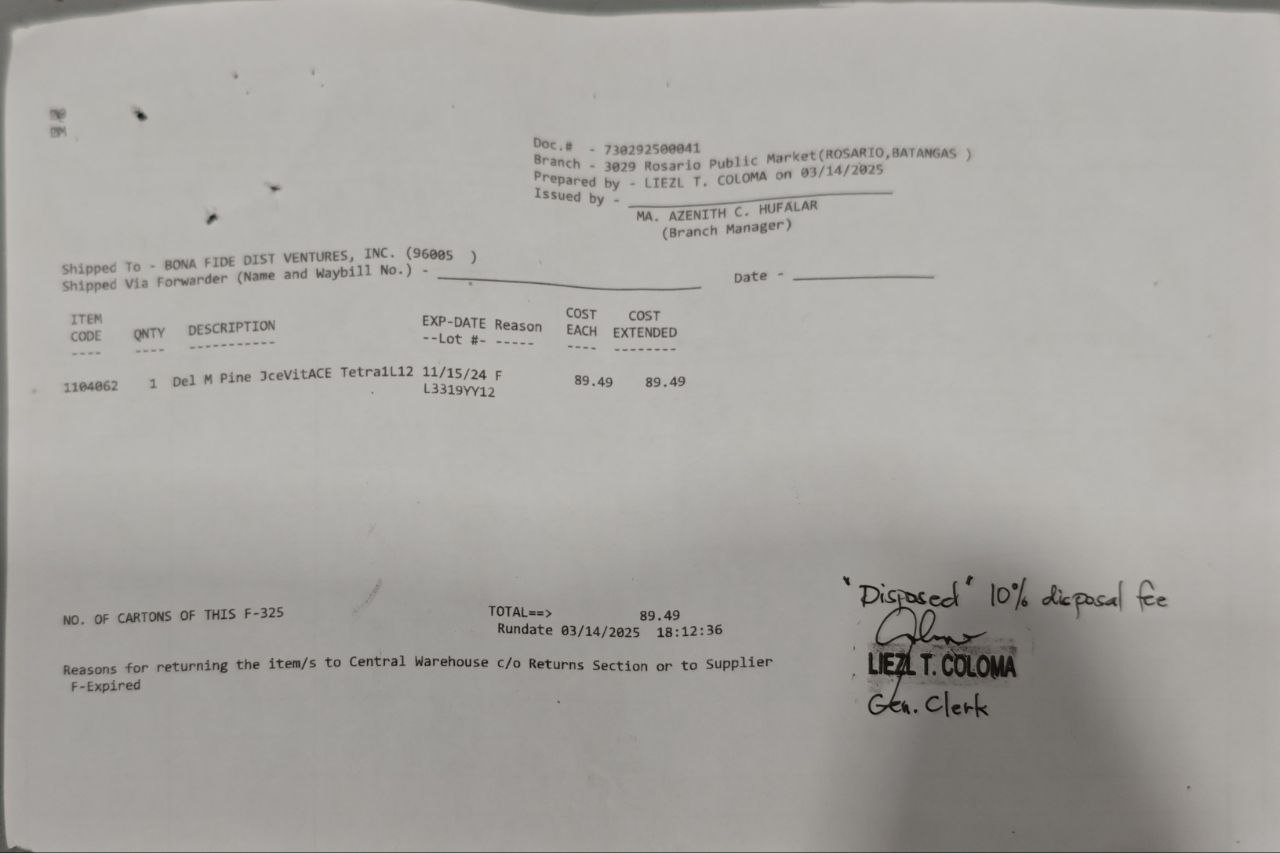 Doc.# - 730292500041
Branch - 3029 Rosario Public Market(ROSARIO,BATANGAS )
Prepared by - LIEZL T. COLOMA on 03/14/2025
Issued by - ____________________
MA. AZENITH C. HUFALAR
(Branch Manager)
Shipped To - BONA FIDE DIST VENTURES, INC. (96005 )
Shipped Via Forwarder (Name and Waybill No.) - ____________________ Date - ____________________
ITEM COST COST
CODE QNTY DESCRIPTION EXP-DATE Reason EACH EXTENDED
---- ---- ----------- --Lot #- ----- ---- --------
1104062 1 Del M Pine JceVitACE Tetra1L12 11/15/24 F 89.49 89.49
L3319YY12
NO. OF CARTONS OF THIS F-325 TOTAL==> 89.49
Rundate 03/14/2025 18:12:36
Reasons for returning the item/s to Central Warehouse c/o Returns Section or to Supplier
F-Expired
"Disposed" 10% disposal fee
LIEZL T. COLOMA
Gen. Clerk